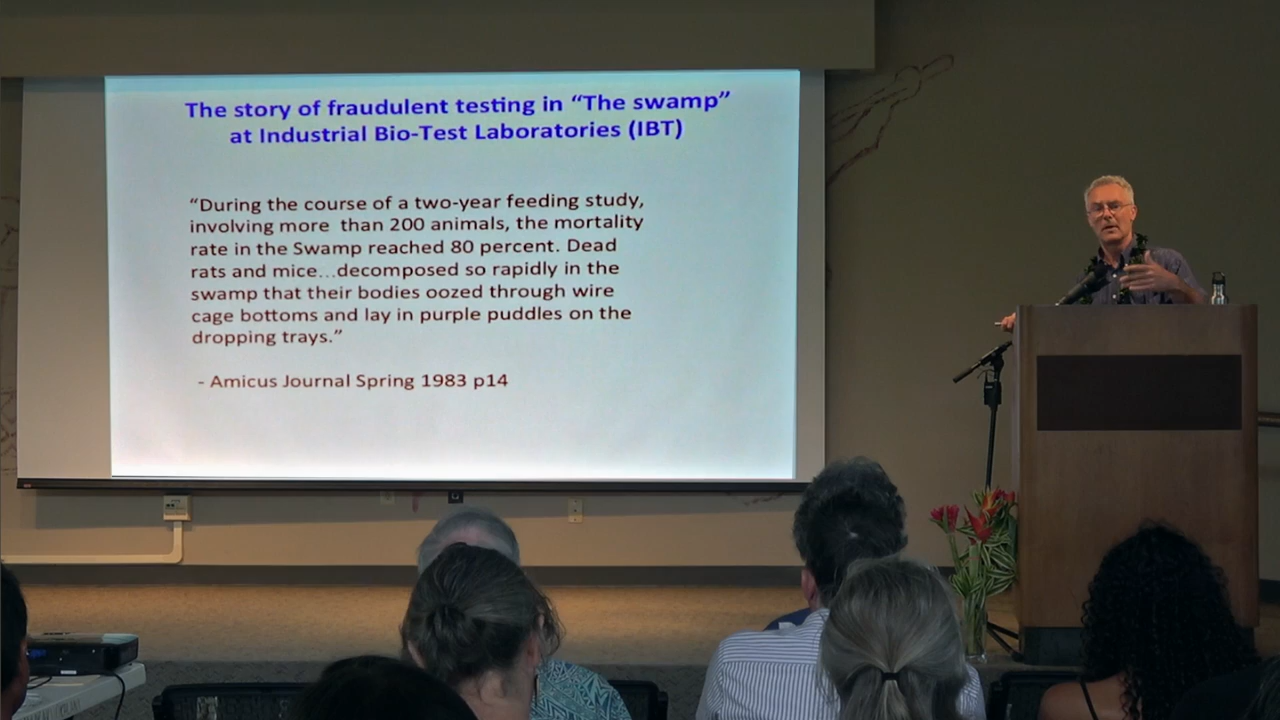 The story of fraudulent testing in “The swamp”
at Industrial Bio-Test Laboratories (IBT)
“During the course of a two-year feeding study,
involving more than 200 animals, the mortality
rate in the Swamp reached 80 percent. Dead
rats and mice...decomposed so rapidly in the
swamp that their bodies oozed through wire
cage bottoms and lay in purple puddles on the
dropping trays.”
- Amicus Journal Spring 1983 p14